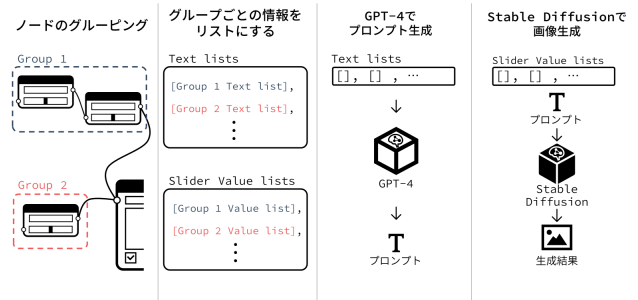 ノードのグルーピング
Group 1
Group 2
グループごとの情報を
リストにする
Text lists
[Group 1 Text list],
[Group 2 Text list],
⋮
Slider Value lists
[Group 1 Value list],
[Group 2 Value list],
⋮
GPT-4で
プロンプト生成
Text lists
[], [] , …
GPT-4
T
プロンプト
Stable Diffusionで
画像生成
Slider Value lists
[], [] , …
T
プロンプト
Stable
Diffusion
生成結果